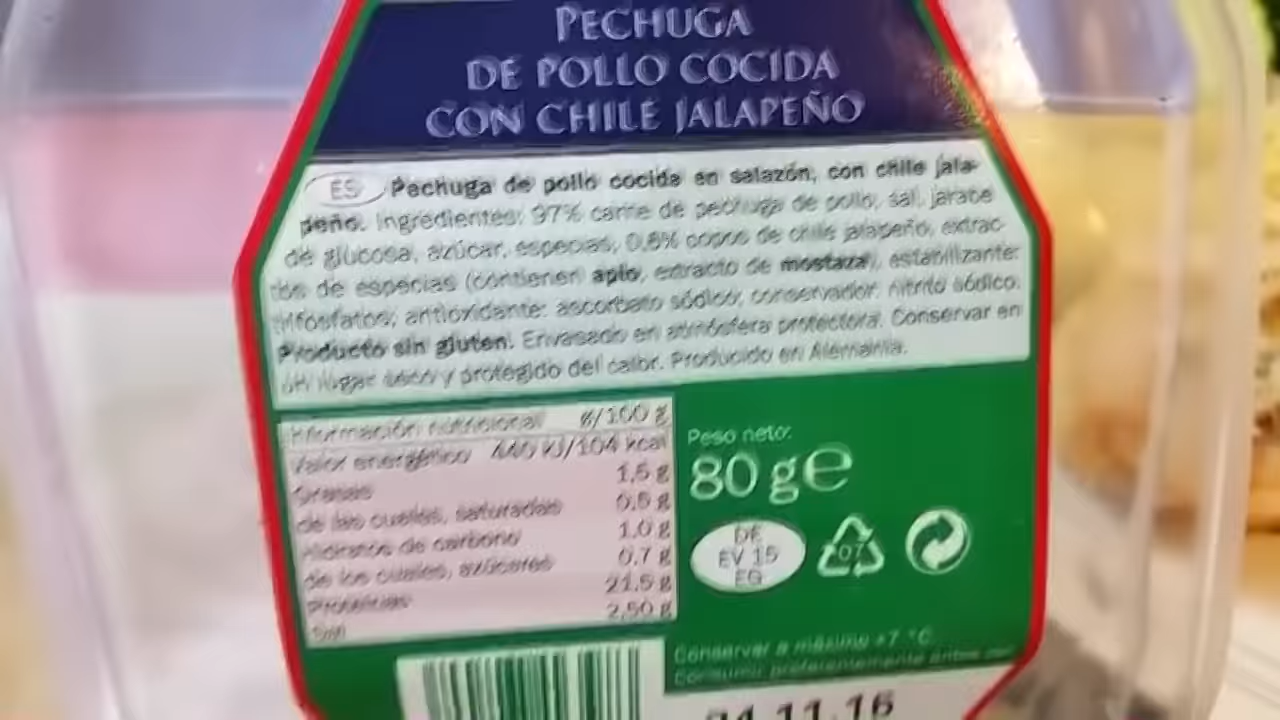 PECHUGA
DE POLLO COCIDA
CON CHILE JALAPEÑO
ES Pechuga de pollo cocida en salazón, con chile jala-
peño. Ingredientes: 97% carne de pechuga de pollo, sal, jarabe
de glucosa, azúcar, especias, 0,8% copos de chile jalapeño, extrac-
tos de especias (contienen apio, extracto de mostaza), estabilizante:
trifosfatos; antioxidante: ascorbato sódico; conservador: nitrito sódico.
Producto sin gluten. Envasado en atmósfera protectora. Conservar en
un lugar seco y protegido del calor. Producido en Alemania.
Información nutricional %/100 g
Valor energético 440 kJ/104 kcal
Grasas 1,5 g
de las cuales, saturadas 0,5 g
Hidratos de carbono 1,0 g
de los cuales, azúcares 0,7 g
Proteínas 21,5 g
Sal 2,50 g
Peso neto:
80 g e
DE
EV 15
EG
07
Conservar a máximo +7 °C
Consumir preferentemente antes del
11.16